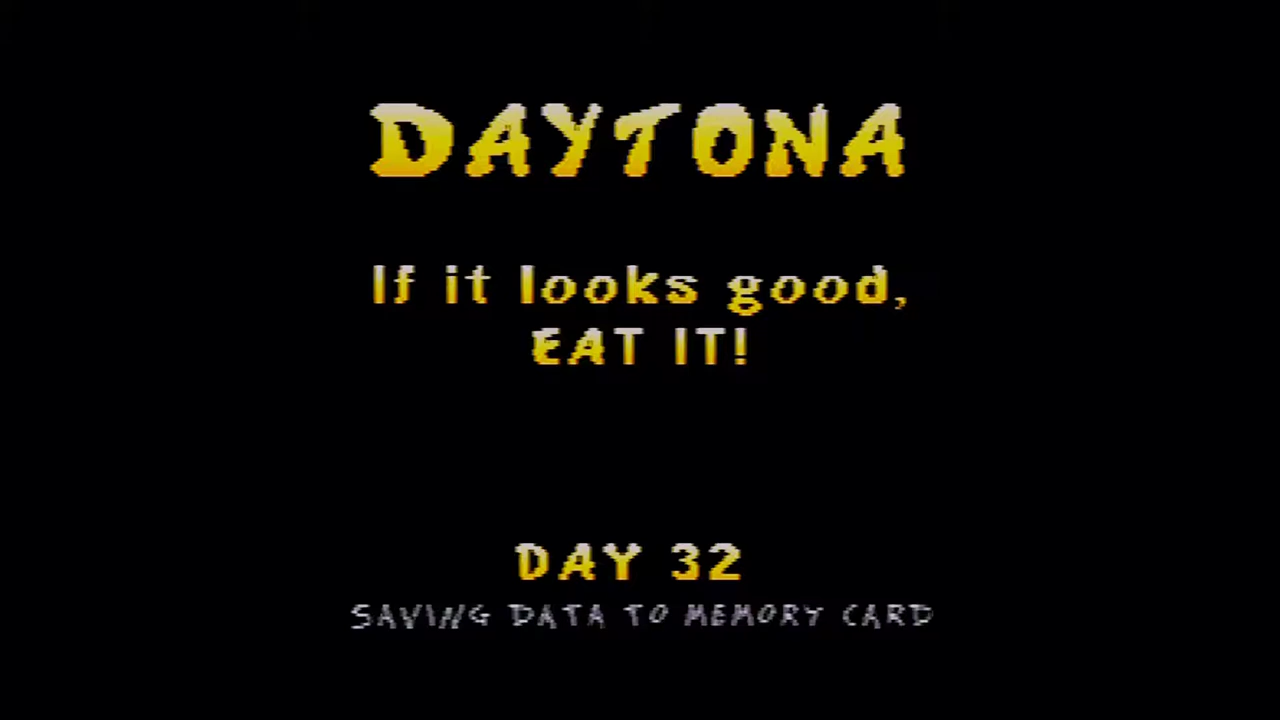 DAYTONA
If it looks good,
EAT IT!
DAY 32
SAVING DATA TO MEMORY CARD